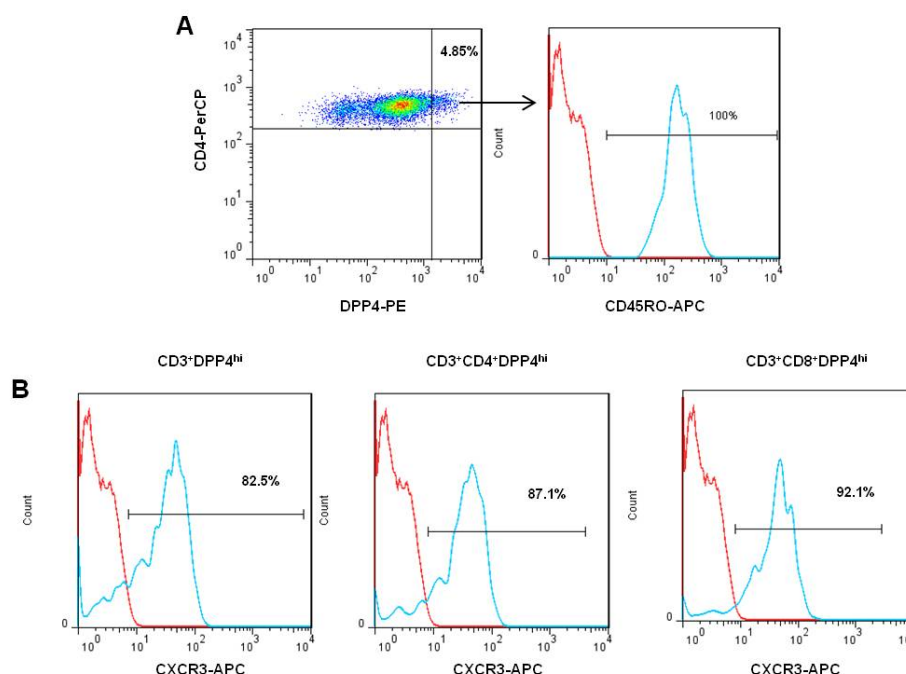 A
10⁴
10³
10²
10¹
10⁰
CD4-PerCP
4.85%
10⁰ 10¹ 10² 10³ 10⁴
DPP4-PE
Count
100%
0
10⁰ 10¹ 10² 10³ 10⁴
CD45RO-APC
B
CD3⁺DPP4ʰⁱ
Count
82.5%
0
10⁰ 10¹ 10² 10³ 10⁴
CXCR3-APC
CD3⁺CD4⁺DPP4ʰⁱ
Count
87.1%
0
10⁰ 10¹ 10² 10³ 10⁴
CXCR3-APC
CD3⁺CD8⁺DPP4ʰⁱ
Count
92.1%
0
10⁰ 10¹ 10² 10³ 10⁴
CXCR3-APC